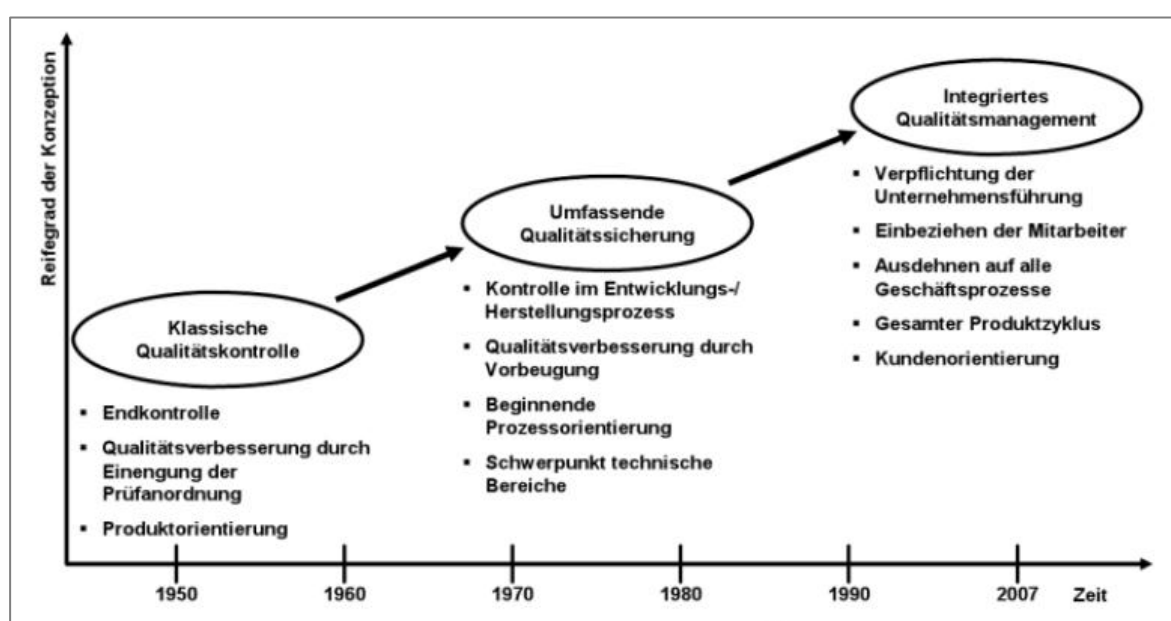 Reifegrad der Konzeption
Klassische
Qualitätskontrolle
▪ Endkontrolle
▪ Qualitätsverbesserung durch
Einengung der
Prüfanordnung
▪ Produktorientierung
Umfassende
Qualitätssicherung
▪ Kontrolle im Entwicklungs-/
Herstellungsprozess
▪ Qualitätsverbesserung durch
Vorbeugung
▪ Beginnende
Prozessorientierung
▪ Schwerpunkt technische
Bereiche
Integriertes
Qualitätsmanagement
▪ Verpflichtung der
Unternehmensführung
▪ Einbeziehen der Mitarbeiter
▪ Ausdehnen auf alle
Geschäftsprozesse
▪ Gesamter Produktzyklus
▪ Kundenorientierung
1950 1960 1970 1980 1990 2007 Zeit